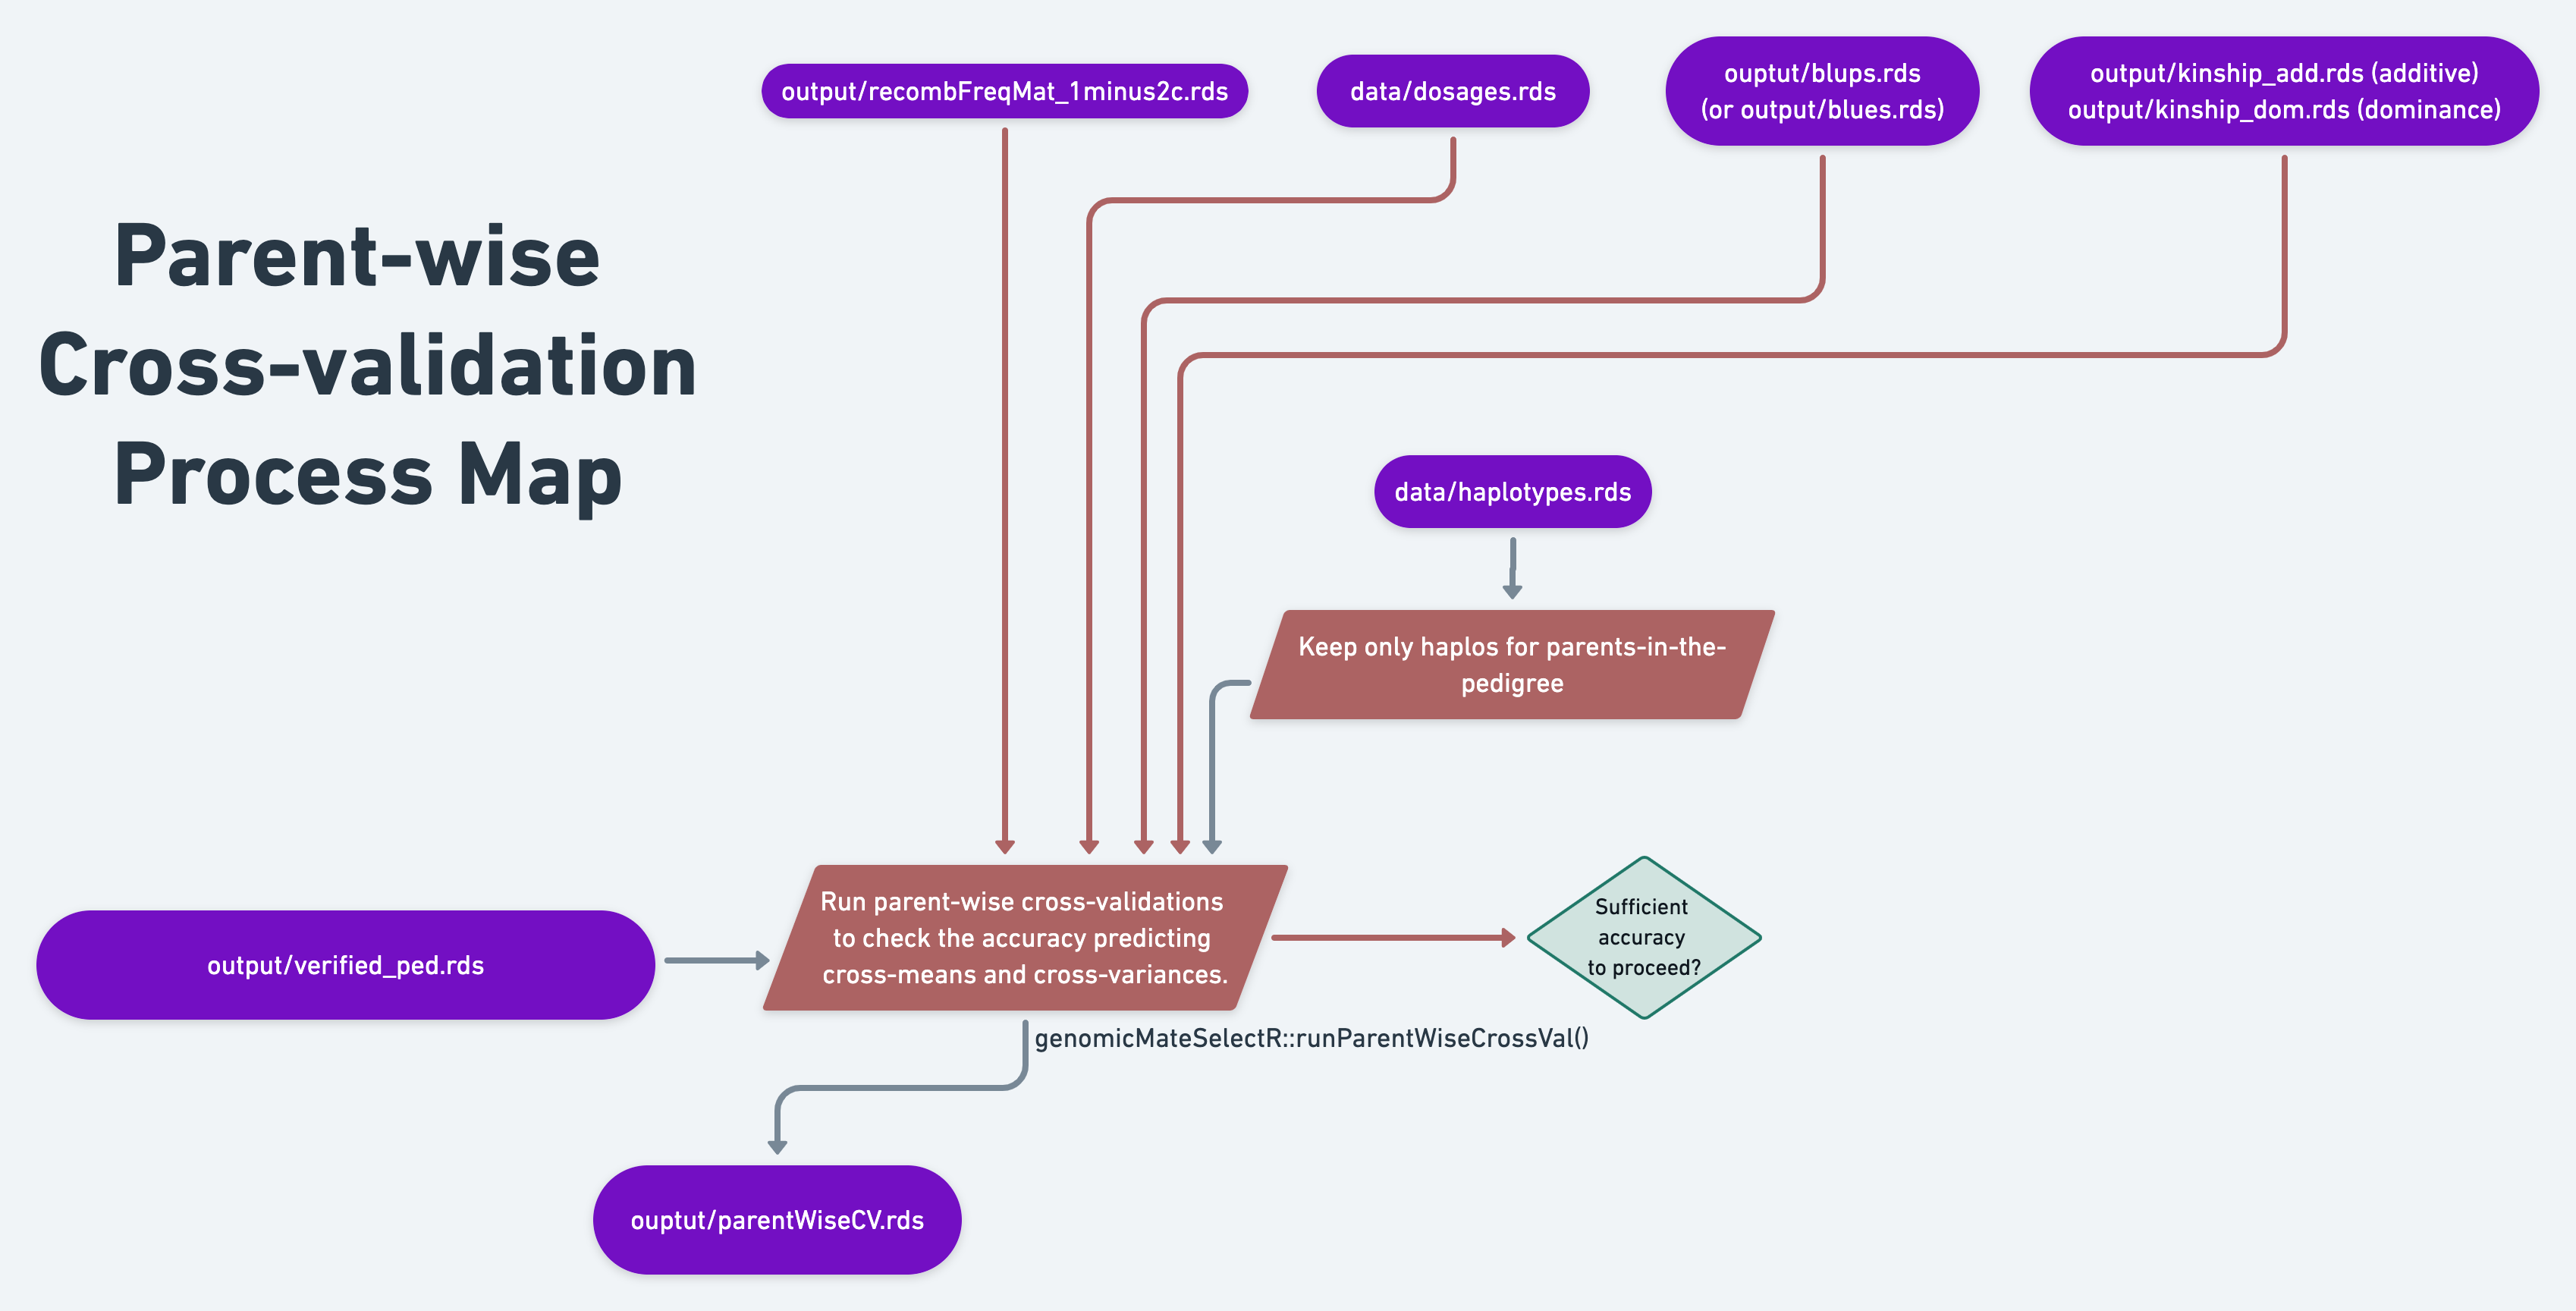 Parent-wise
Cross-validation
Process Map
output/recombFreqMat_1minus2c.rds
data/dosages.rds
ouptut/blups.rds
(or output/blues.rds)
output/kinship_add.rds (additive)
output/kinship_dom.rds (dominance)
data/haplotypes.rds
Keep only haplos for parents-in-the-
pedigree
output/verified_ped.rds
Run parent-wise cross-validations
to check the accuracy predicting
cross-means and cross-variances.
Sufficient
accuracy
to proceed?
genomicMateSelectR::runParentWiseCrossVal()
ouptut/parentWiseCV.rds